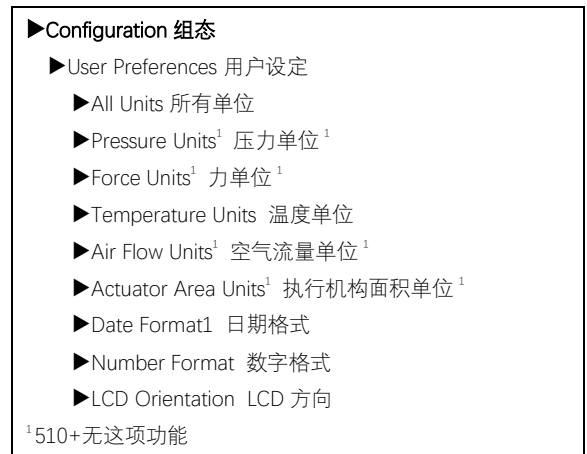 ▶Configuration 组态
▶User Preferences 用户设定
▶All Units 所有单位
▶Pressure Units¹ 压力单位¹
▶Force Units¹ 力单位¹
▶Temperature Units 温度单位
▶Air Flow Units¹ 空气流量单位¹
▶Actuator Area Units¹ 执行机构面积单位¹
▶Date Format1 日期格式
▶Number Format 数字格式
▶LCD Orientation LCD 方向
¹510+无这项功能